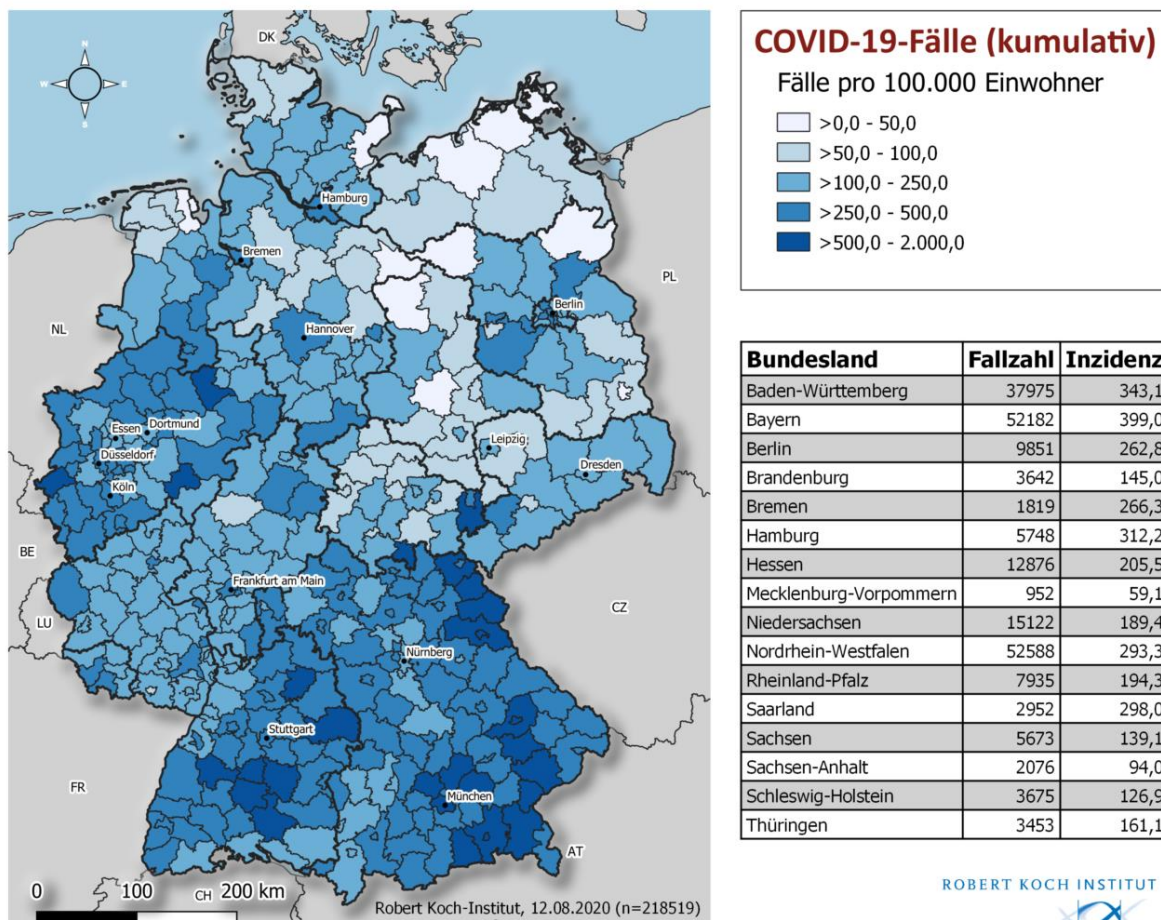 COVID-19-Fälle (kumulativ)
Fälle pro 100.000 Einwohner
>0,0 - 50,0
>50,0 - 100,0
>100,0 - 250,0
>250,0 - 500,0
>500,0 - 2.000,0
N
W E
S
DK
Hamburg
Bremen
PL
Berlin
NL
Hannover
Essen Dortmund
Leipzig
Düsseldorf
Dresden
Köln
BE
Frankfurt am Main
CZ
LU
Nürnberg
Stuttgart
FR
München
AT
0 100 CH 200 km
Robert Koch-Institut, 12.08.2020 (n=218519)
Bundesland Fallzahl Inzidenz
Baden-Württemberg 37975 343,1
Bayern 52182 399,0
Berlin 9851 262,8
Brandenburg 3642 145,0
Bremen 1819 266,3
Hamburg 5748 312,2
Hessen 12876 205,5
Mecklenburg-Vorpommern 952 59,1
Niedersachsen 15122 189,4
Nordrhein-Westfalen 52588 293,3
Rheinland-Pfalz 7935 194,3
Saarland 2952 298,0
Sachsen 5673 139,1
Sachsen-Anhalt 2076 94,0
Schleswig-Holstein 3675 126,9
Thüringen 3453 161,1
ROBERT KOCH INSTITUT